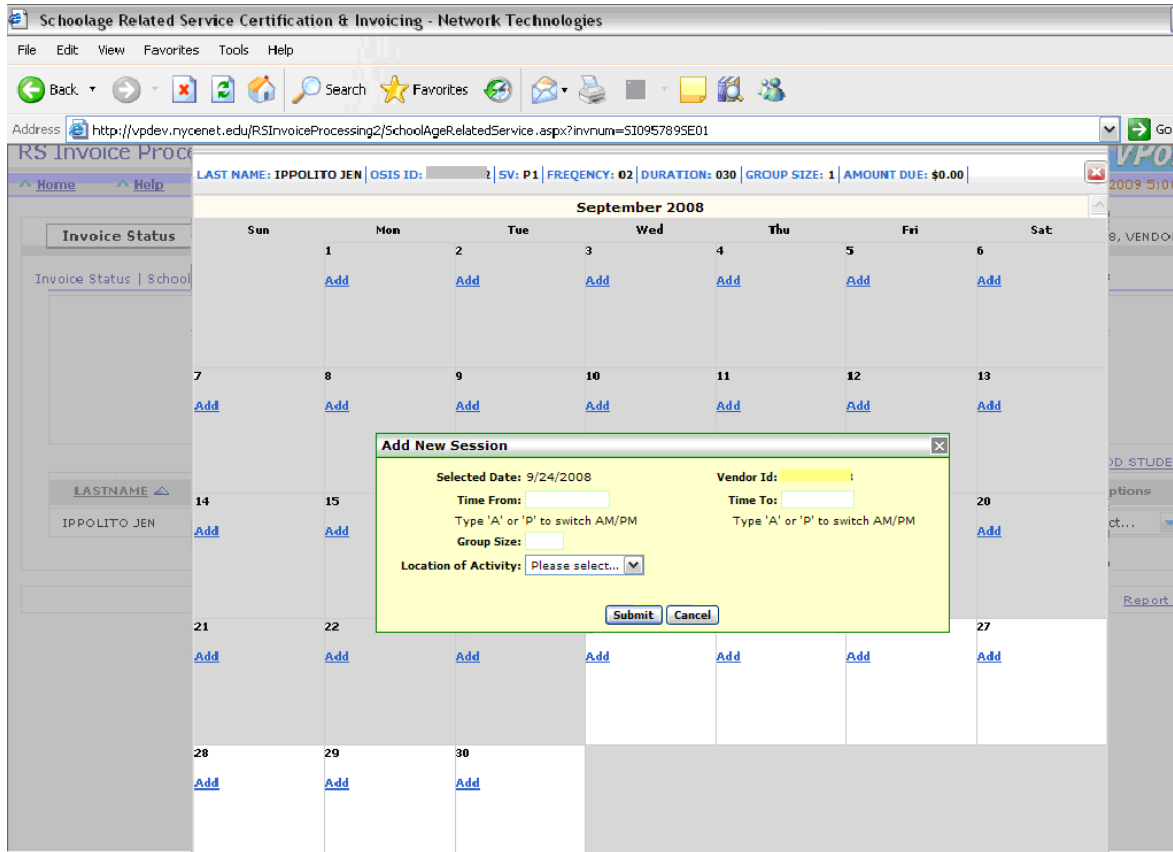 Schoolage Related Service Certification & Invoicing - Network Technologies
File Edit View Favorites Tools Help
Back Search Favorites
Address http://vpdev.nycenet.edu/RSInvoiceProcessing2/SchoolAgeRelatedService.aspx?invnum=SI095789SE01 Go
RS Invoice Proce
LAST NAME: IPPOLITO JEN OSIS ID: SV: P1 FREQENCY: 02 DURATION: 030 GROUP SIZE: 1 AMOUNT DUE: $0.00
Home Help 2009 5:0
September 2008
Invoice Status Sun Mon Tue Wed Thu Fri Sat 8, VENDO
1 2 3 4 5 6
Invoice Status | School Add Add Add Add Add Add
7 8 9 10 11 12 13
Add Add Add Add Add Add Add
Add New Session
DD STUDE
Selected Date: 9/24/2008 Vendor Id:
LASTNAME ptions
14 15 Time From: Time To: 20
IPPOLITO JEN Type 'A' or 'P' to switch AM/PM Type 'A' or 'P' to switch AM/PM ct...
Add Add Add
Group Size:
Location of Activity: Please select...
Report
Submit Cancel
21 22 27
Add Add Add Add Add Add Add
28 29 30
Add Add Add